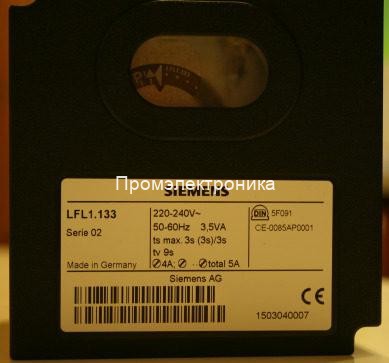 SIEMENS
Промэлектроника
LFL1.133
Serie 02
Made in Germany
220-240V~
50-60Hz 3,5VA
ts max. 3s (3s)/3s
tv 9s
⊘4A; ⊘ ··⊘total 5A
DIN 5F091
CE-0085AP0001
Siemens AG
CE
1503040007